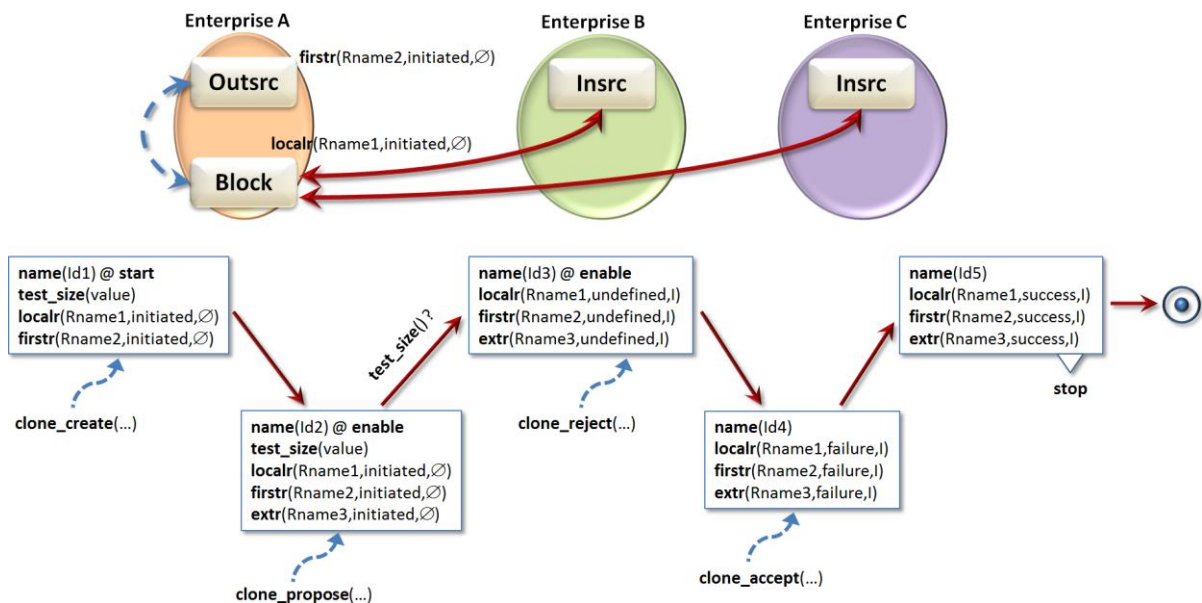 Enterprise A
Enterprise B
Enterprise C
firstr(Rname2,initiated,∅)
Outsrc
Insrc
Insrc
localr(Rname1,initiated,∅)
Block
name(Id1) @ start
test_size(value)
localr(Rname1,initiated,∅)
firstr(Rname2,initiated,∅)
clone_create(...)
name(Id2) @ enable
test_size(value)
localr(Rname1,initiated,∅)
firstr(Rname2,initiated,∅)
extr(Rname3,initiated,∅)
clone_propose(...)
test_size()?
name(Id3) @ enable
localr(Rname1,undefined,I)
firstr(Rname2,undefined,I)
extr(Rname3,undefined,I)
clone_reject(...)
name(Id4)
localr(Rname1,failure,I)
firstr(Rname2,failure,I)
extr(Rname3,failure,I)
clone_accept(...)
name(Id5)
localr(Rname1,success,I)
firstr(Rname2,success,I)
extr(Rname3,success,I)
stop